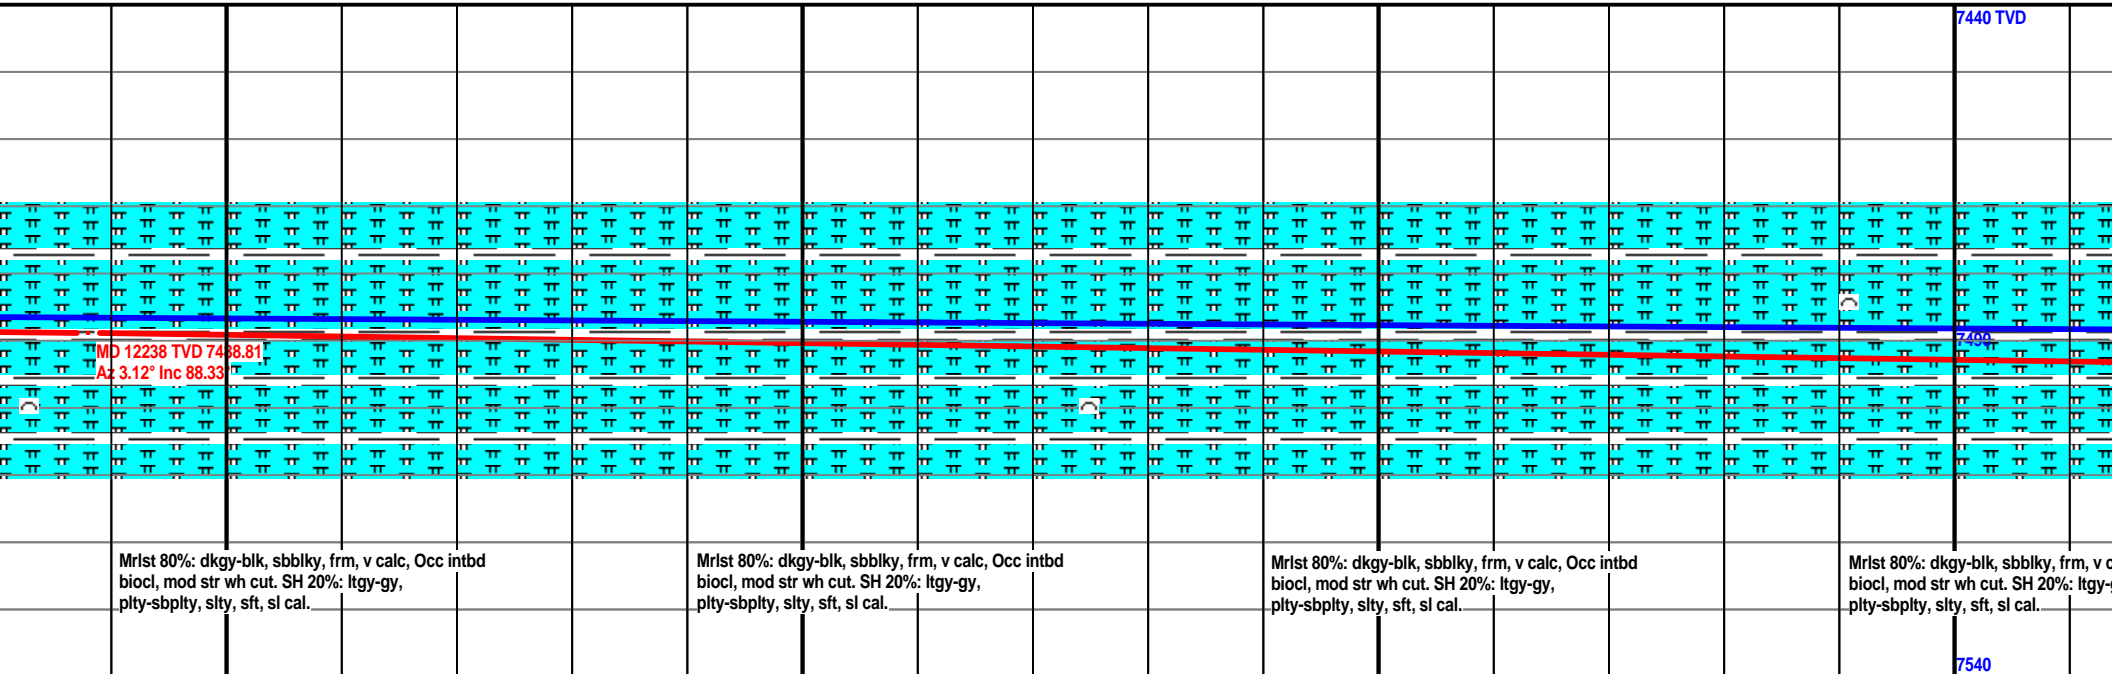 7440 TVD
7490
MD 12238 TVD 7488.81
Az 3.12° Inc 88.33°
Mrlst 80%: dkgy-blk, sbblky, frm, v calc, Occ intbd
biocl, mod str wh cut. SH 20%: ltgy-gy,
plty-sbplty, slty, sft, sl cal.
Mrlst 80%: dkgy-blk, sbblky, frm, v calc, Occ intbd
biocl, mod str wh cut. SH 20%: ltgy-gy,
plty-sbplty, slty, sft, sl cal.
Mrlst 80%: dkgy-blk, sbblky, frm, v calc, Occ intbd
biocl, mod str wh cut. SH 20%: ltgy-gy,
plty-sbplty, slty, sft, sl cal.
Mrlst 80%: dkgy-blk, sbblky, frm, v c
biocl, mod str wh cut. SH 20%: ltgy-g
plty-sbplty, slty, sft, sl cal.
7540